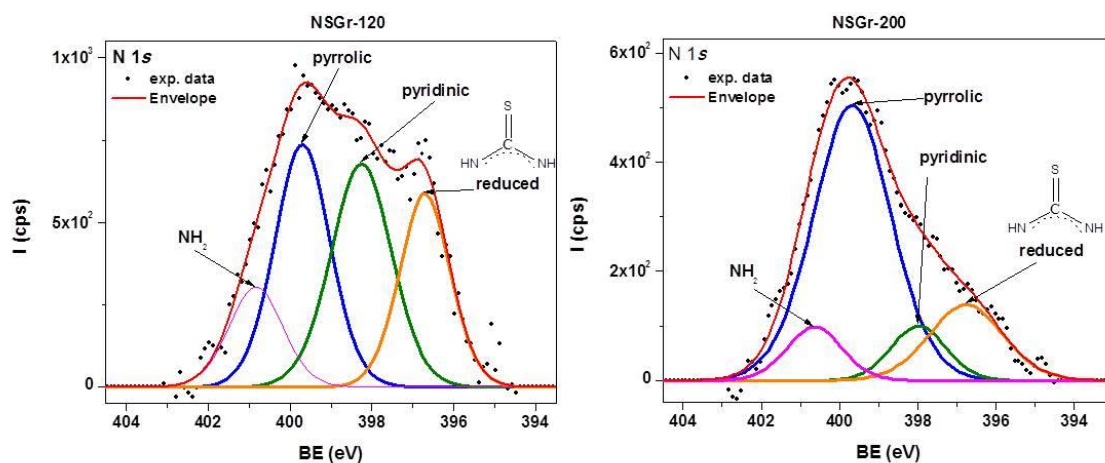 NSGr-120
N 1s
exp. data
Envelope
pyrrolic
pyridinic
S
C
HN
NH
reduced
NH2
1x10³
5x10²
0
I (cps)
404
402
400
398
396
394
BE (eV)
NSGr-200
N 1s
exp. data
Envelope
pyrrolic
pyridinic
S
C
HN
NH
reduced
NH2
6x10²
4x10²
2x10²
0
I (cps)
404
402
400
398
396
394
BE (eV)